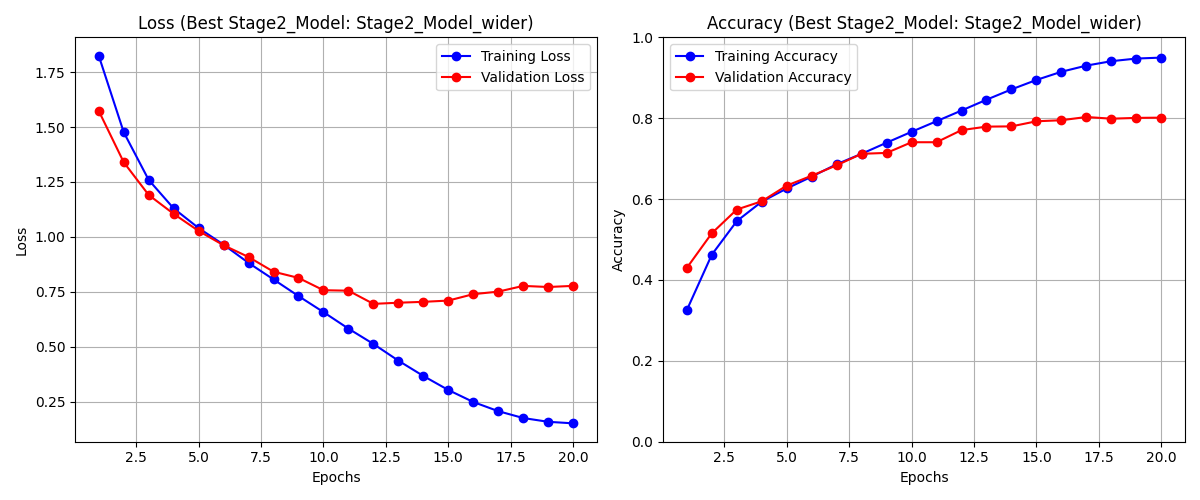 Loss (Best Stage2_Model: Stage2_Model_wider)
Training Loss
Validation Loss
Loss
1.75
1.50
1.25
1.00
0.75
0.50
0.25
2.5 5.0 7.5 10.0 12.5 15.0 17.5 20.0
Epochs
Accuracy (Best Stage2_Model: Stage2_Model_wider)
Training Accuracy
Validation Accuracy
Accuracy
1.0
0.8
0.6
0.4
0.2
0.0
2.5 5.0 7.5 10.0 12.5 15.0 17.5 20.0
Epochs